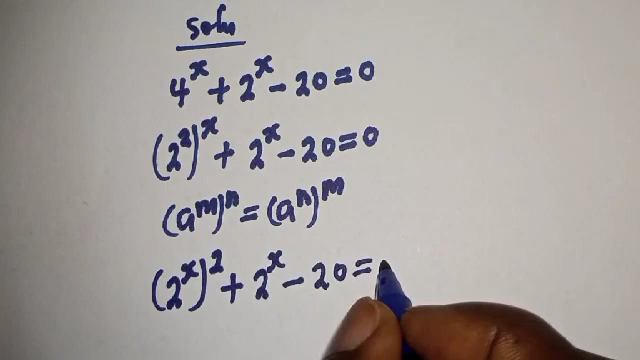 soln
4^x + 2^x - 20 = 0
(2^2)^x + 2^x - 20 = 0
(a^m)^n = (a^n)^m
(2^x)^2 + 2^x - 20 =